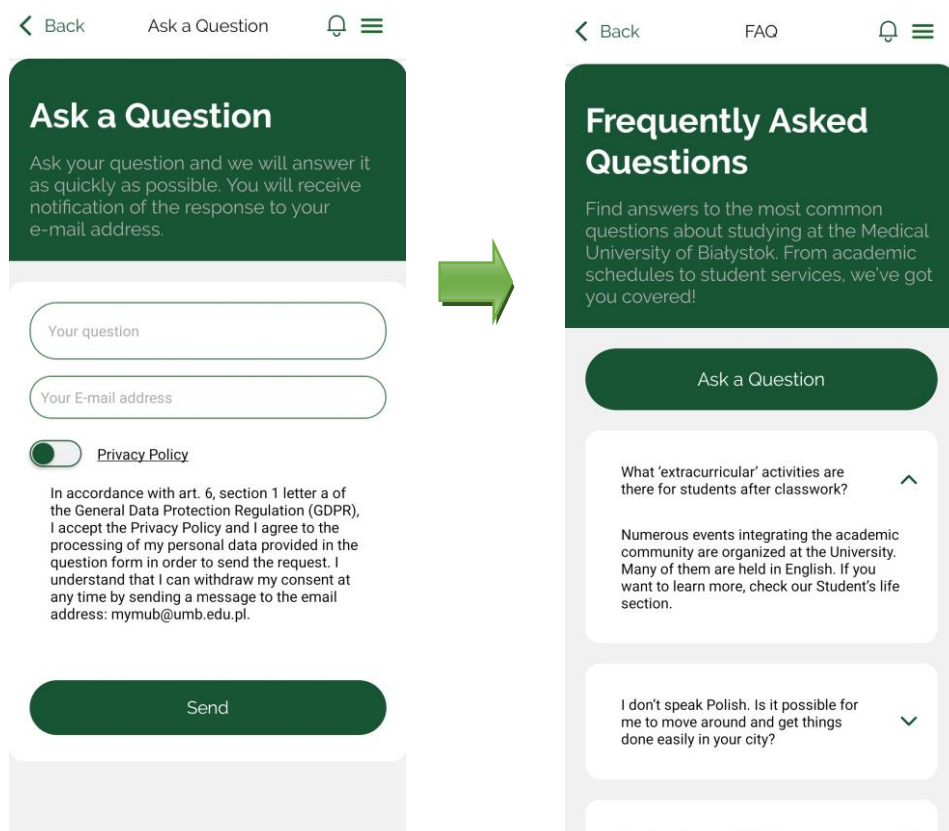 Back
Ask a Question
Ask a Question
Ask your question and we will answer it
as quickly as possible. You will receive
notification of the response to your
e-mail address.
Your question
Your E-mail address
Privacy Policy
In accordance with art. 6, section 1 letter a of
the General Data Protection Regulation (GDPR),
I accept the Privacy Policy and I agree to the
processing of my personal data provided in the
question form in order to send the request. I
understand that I can withdraw my consent at
any time by sending a message to the email
address: mymub@umb.edu.pl.
Send
Back
FAQ
Frequently Asked
Questions
Find answers to the most common
questions about studying at the Medical
University of Białystok. From academic
schedules to student services, we've got
you covered!
Ask a Question
What ‘extracurricular’ activities are
there for students after classwork?
Numerous events integrating the academic
community are organized at the University.
Many of them are held in English. If you
want to learn more, check our Student’s life
section.
I don’t speak Polish. Is it possible for
me to move around and get things
done easily in your city?